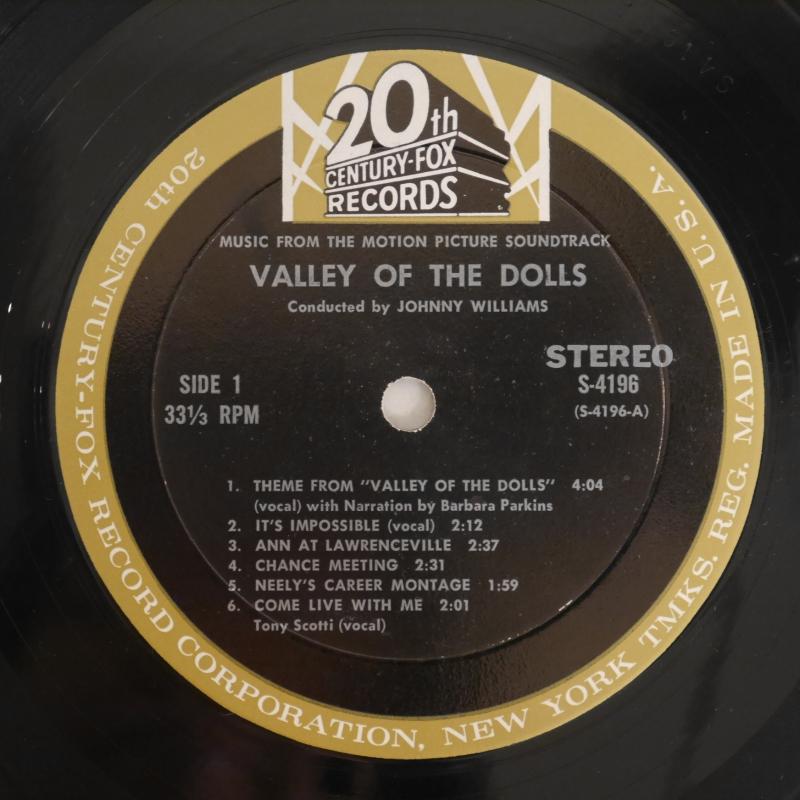 20th
CENTURY-FOX
RECORDS
MUSIC FROM THE MOTION PICTURE SOUNDTRACK
VALLEY OF THE DOLLS
Conducted by JOHNNY WILLIAMS
STEREO
SIDE 1
S-4196
33⅓ RPM
(S-4196-A)
1. THEME FROM "VALLEY OF THE DOLLS" 4:04
(vocal) with Narration by Barbara Parkins
2. IT'S IMPOSSIBLE (vocal) 2:12
3. ANN AT LAWRENCEVILLE 2:37
4. CHANCE MEETING 2:31
5. NEELY'S CAREER MONTAGE 1:59
6. COME LIVE WITH ME 2:01
Tony Scotti (vocal)
20th CENTURY-FOX RECORD CORPORATION, NEW YORK TMKS. REG. MADE IN U.S.A.